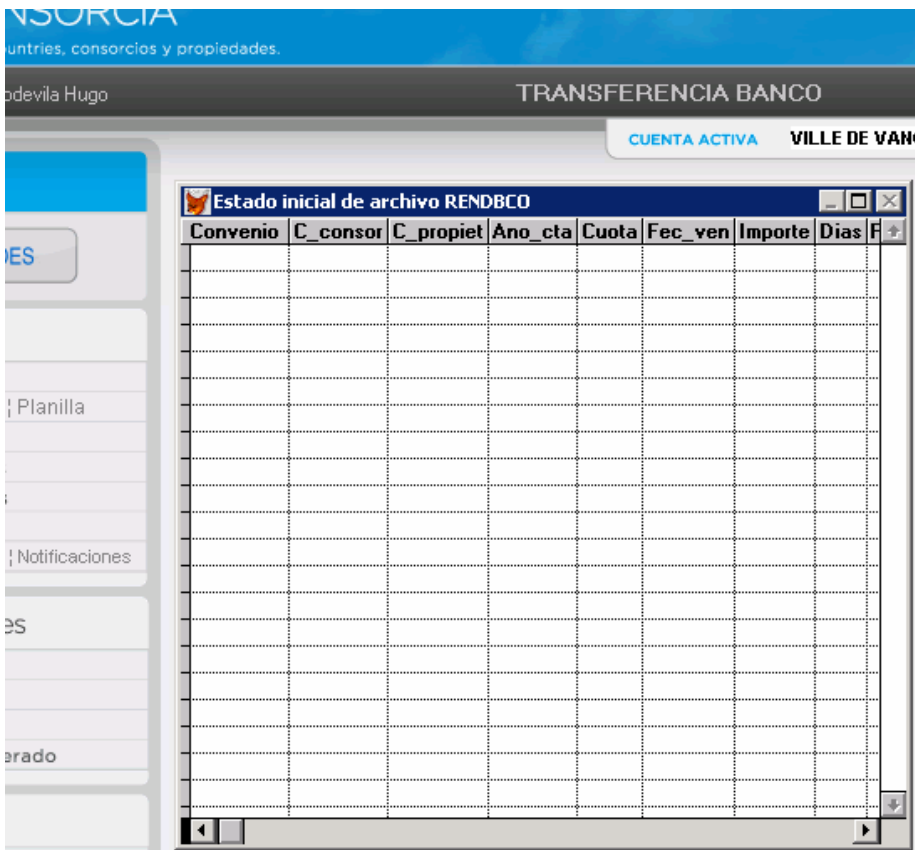 NSORCIA
untries, consorcios y propiedades.
odevila Hugo
TRANSFERENCIA BANCO
CUENTA ACTIVA VILLE DE VAN
Estado inicial de archivo RENDBCO
Convenio C_consor C_propiet Ano_cta Cuota Fec_ven Importe Dias F
DES
¦ Planilla
¦ Notificaciones
es
erado